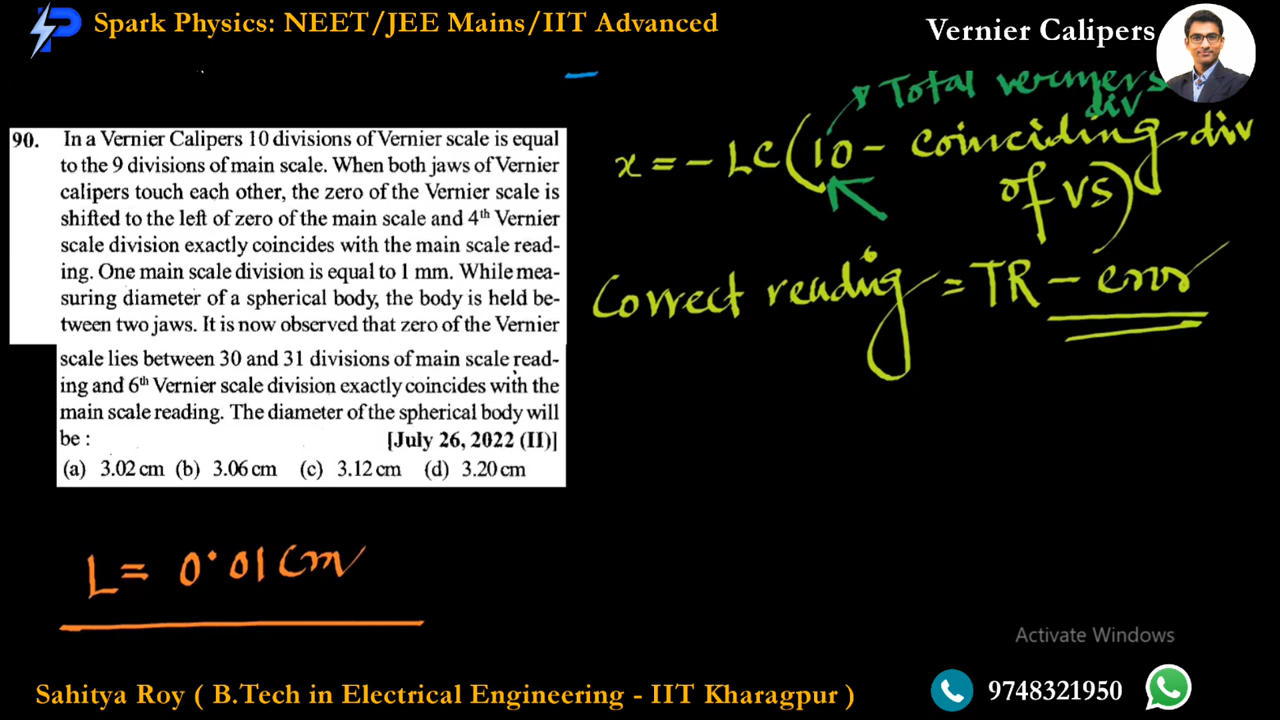 Spark Physics: NEET/JEE Mains/IIT Advanced
Vernier Calipers
90. In a Vernier Calipers 10 divisions of Vernier scale is equal
to the 9 divisions of main scale. When both jaws of Vernier
calipers touch each other, the zero of the Vernier scale is
shifted to the left of zero of the main scale and 4th Vernier
scale division exactly coincides with the main scale read-
ing. One main scale division is equal to 1 mm. While mea-
suring diameter of a spherical body, the body is held be-
tween two jaws. It is now observed that zero of the Vernier
scale lies between 30 and 31 divisions of main scale read-
ing and 6th Vernier scale division exactly coincides with the
main scale reading. The diameter of the spherical body will
be : [July 26, 2022 (II)]
(a) 3.02 cm (b) 3.06 cm (c) 3.12 cm (d) 3.20 cm
Total
div
x = - LC (10 - coinciding div
of VS)
Correct reading = TR - error
L = 0.01 cm
Activate Windows
Sahitya Roy ( B.Tech in Electrical Engineering - IIT Kharagpur )
9748321950